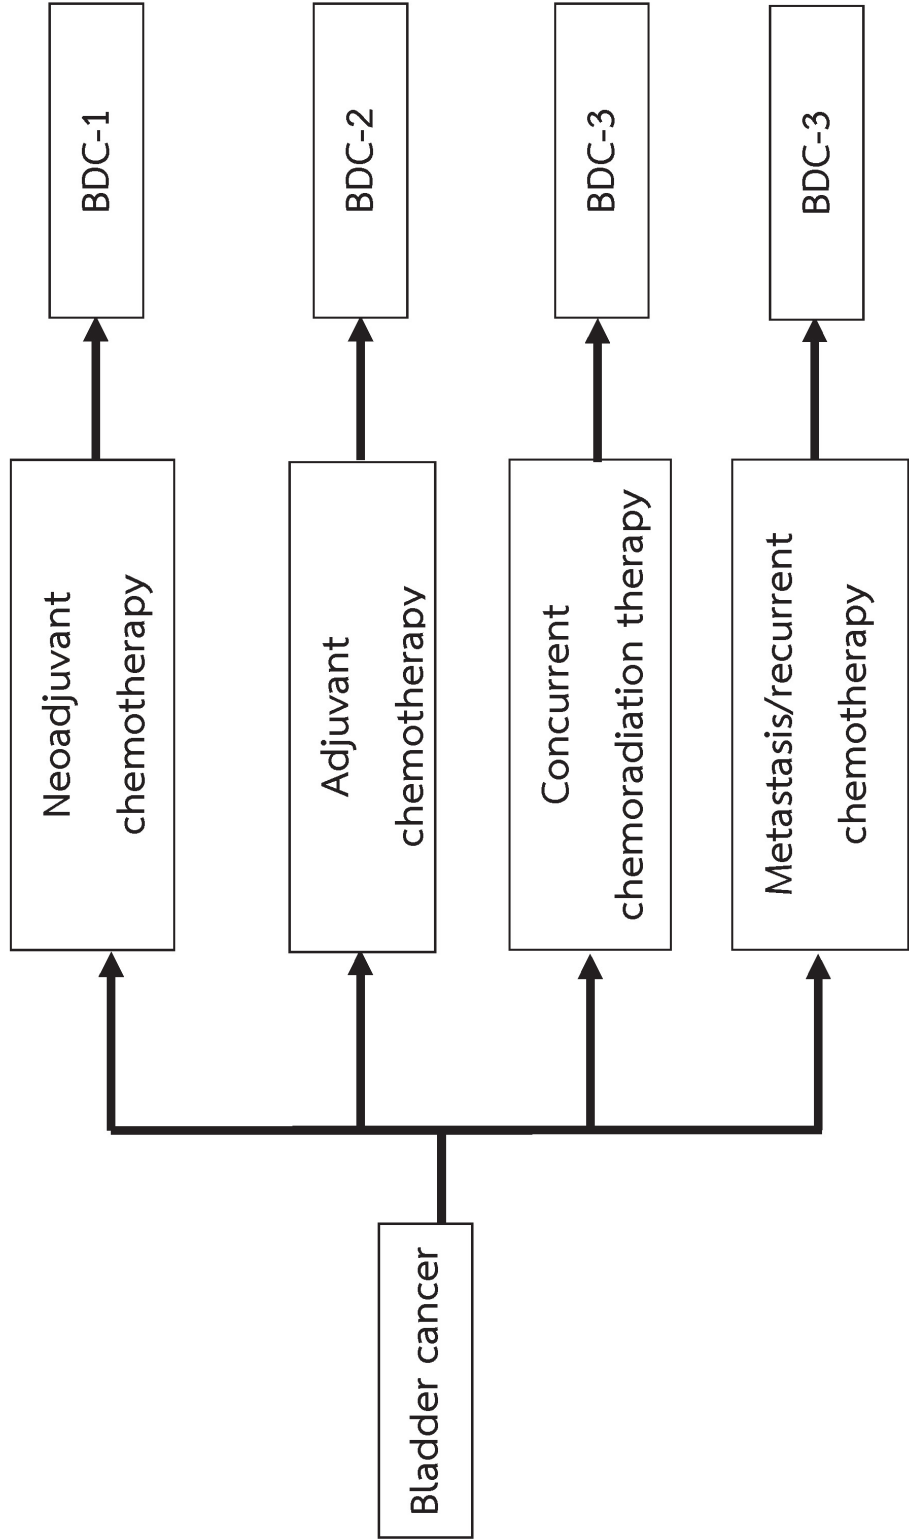 Bladder cancer
Neoadjuvant
chemotherapy
BDC-1
Adjuvant
chemotherapy
BDC-2
Concurrent
chemoradiation therapy
BDC-3
Metastasis/recurrent
chemotherapy
BDC-3